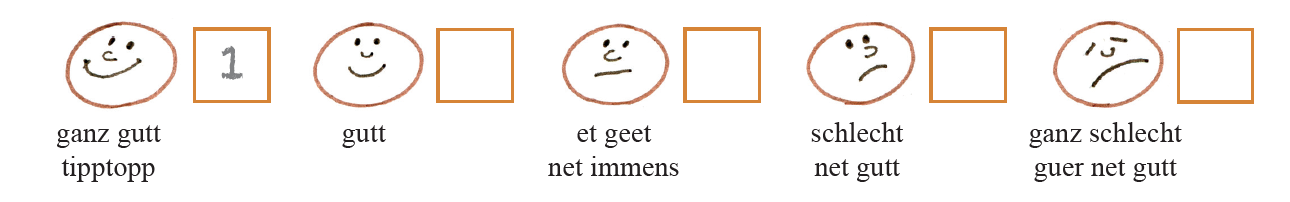 1
ganz gutt
tipptopp
gutt
et geet
net immens
schlecht
net gutt
ganz schlecht
guer net gutt